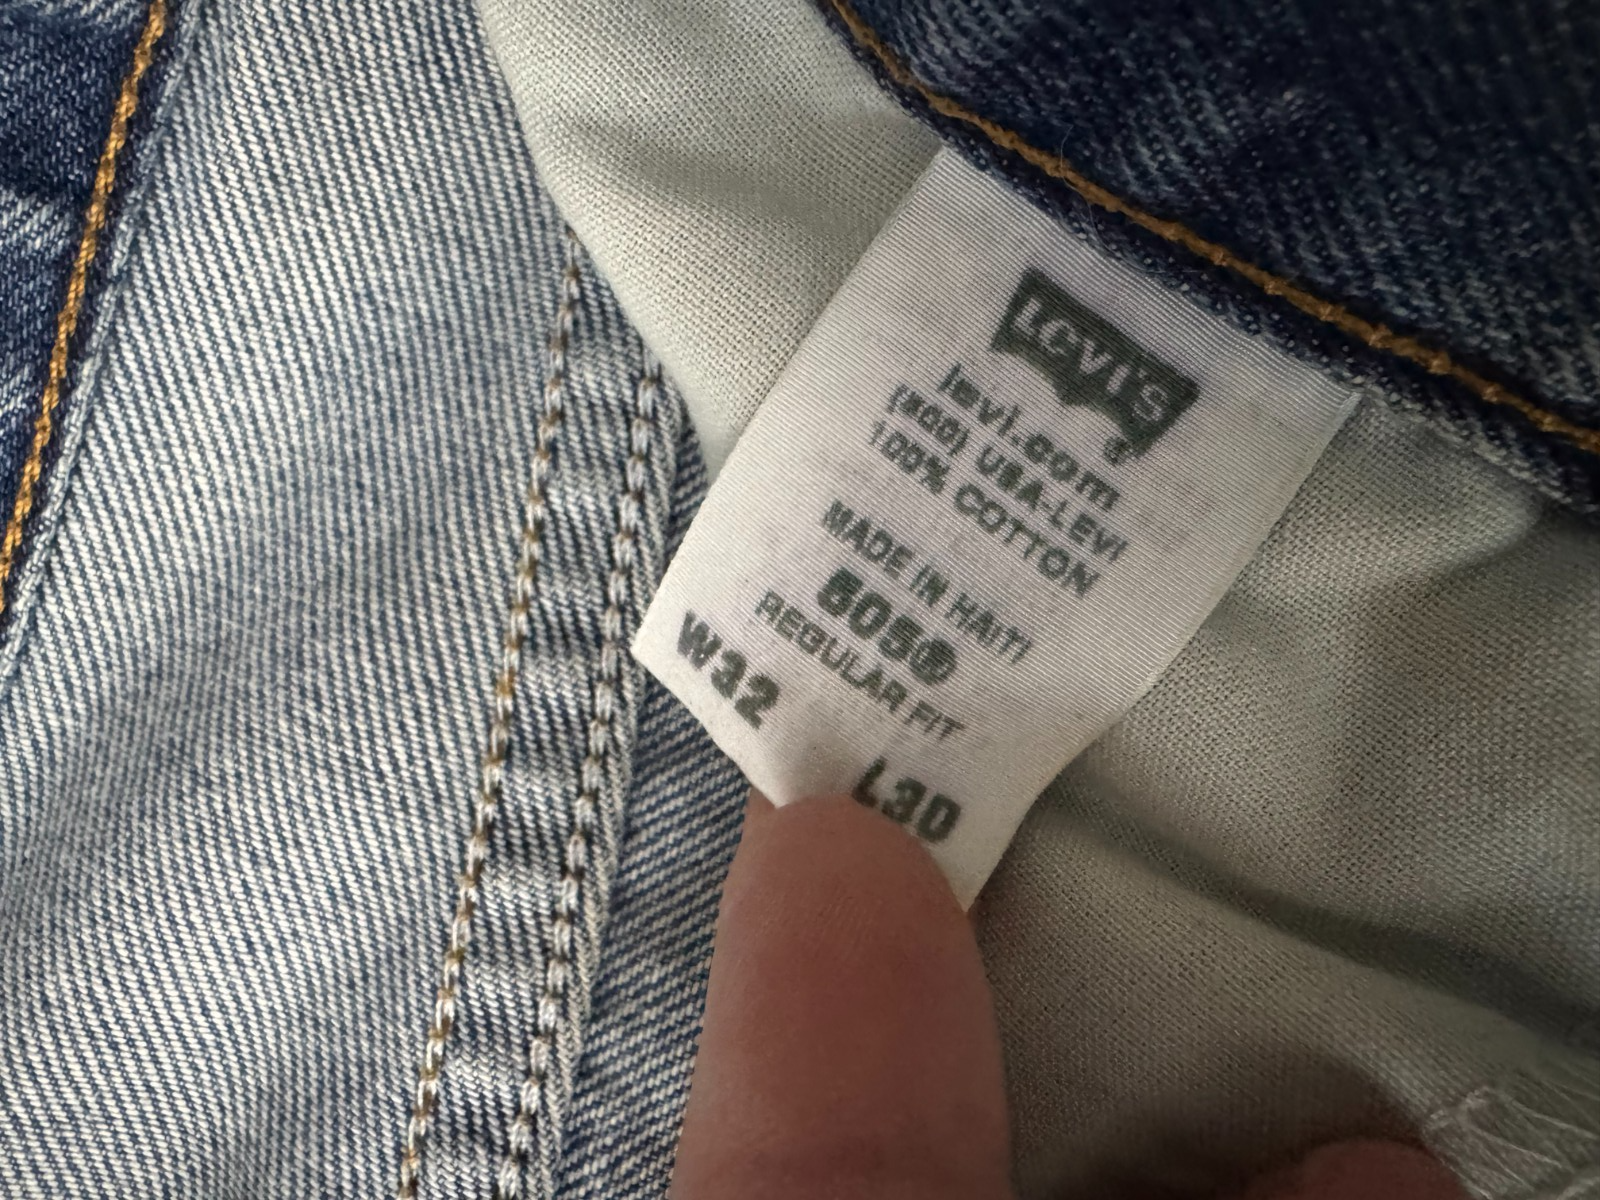 LEVI'S
®
levi.com
(800) USA-LEVI
100% COTTON
MADE IN HAITI
505®
REGULAR FIT
W32
L30